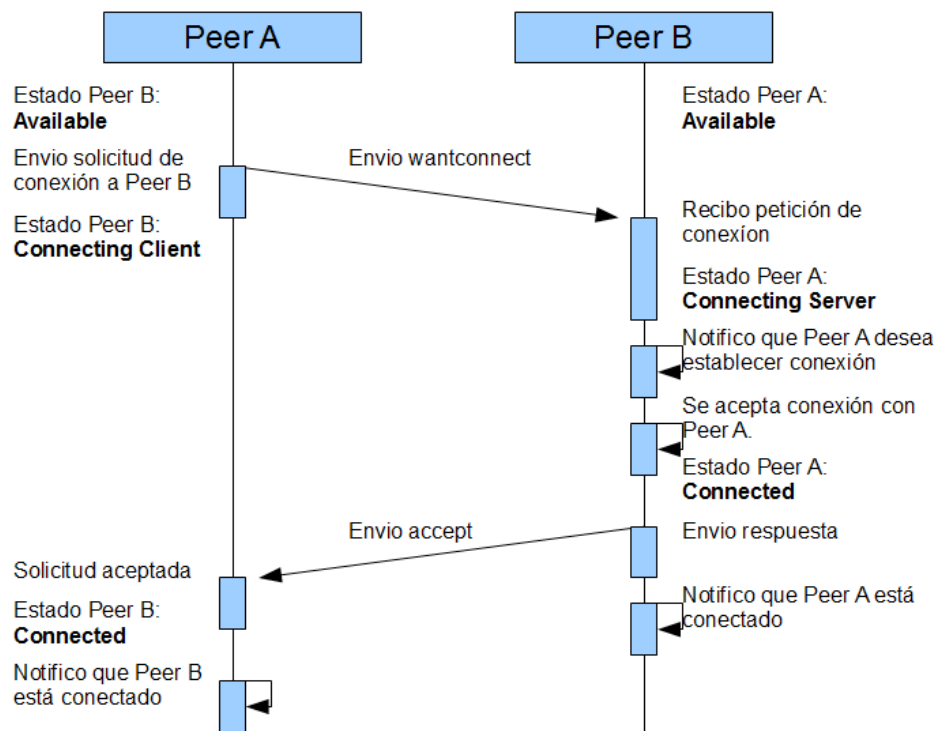 Peer A
Peer B
Estado Peer B:
Available
Estado Peer A:
Available
Envio solicitud de
conexión a Peer B
Envio wantconnect
Estado Peer B:
Connecting Client
Recibo petición de
conexíon
Estado Peer A:
Connecting Server
Notifico que Peer A desea
establecer conexión
Se acepta conexión con
Peer A.
Estado Peer A:
Connected
Envio accept
Envio respuesta
Solicitud aceptada
Estado Peer B:
Connected
Notifico que Peer A está
conectado
Notifico que Peer B
está conectado